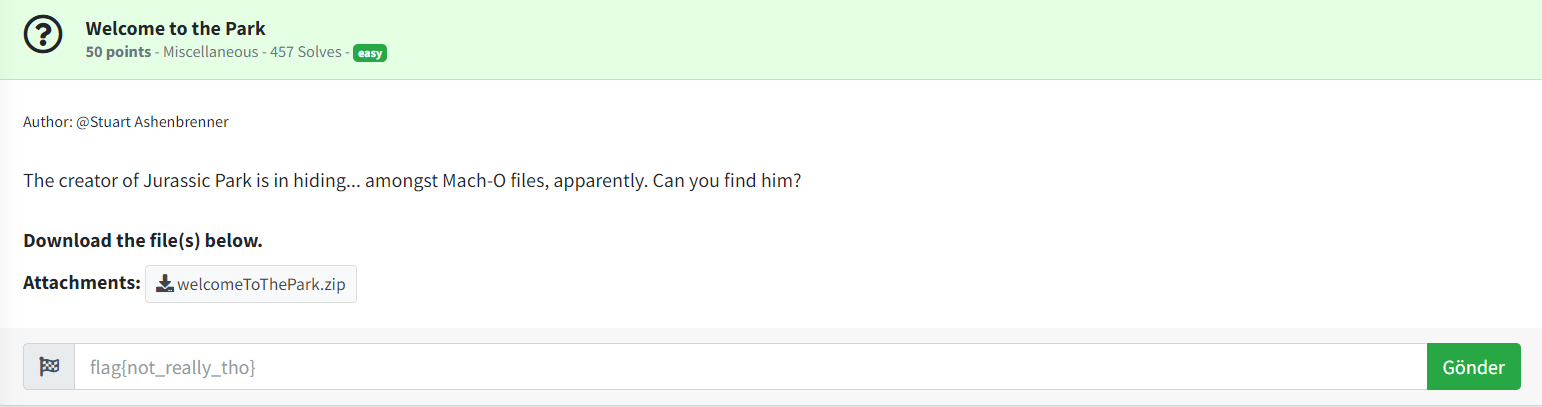 Welcome to the Park
50 points - Miscellaneous - 457 Solves - easy
Author: @Stuart Ashenbrenner
The creator of Jurassic Park is in hiding... amongst Mach-O files, apparently. Can you find him?
Download the file(s) below.
Attachments: welcomeToThePark.zip
flag{not_really_tho} Gönder